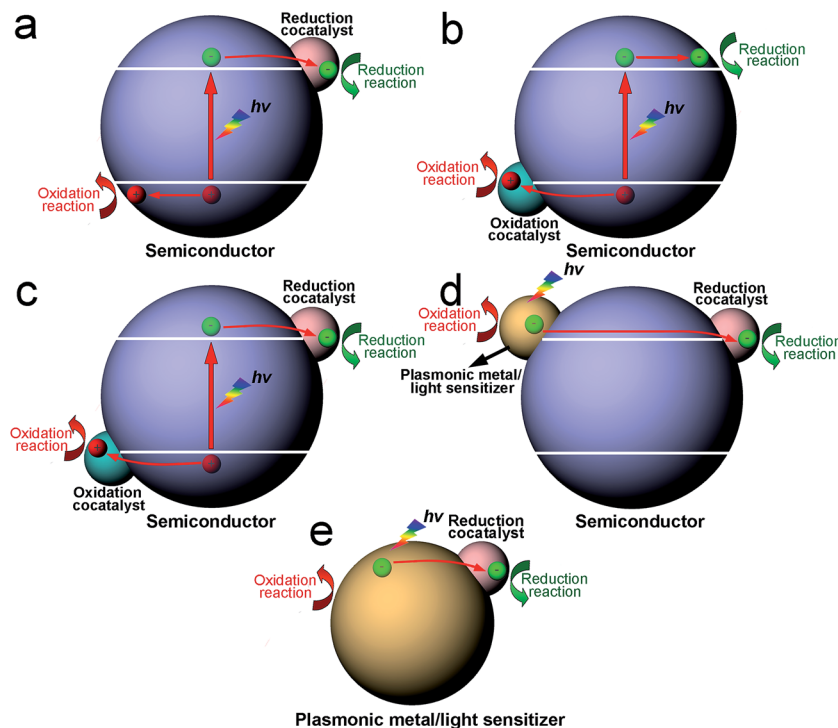 a
Reduction
cocatalyst
-
-
Reduction
reaction
hv
Oxidation
reaction
+
Semiconductor
b
-
-
Reduction
reaction
hv
Oxidation
reaction
+
Oxidation
cocatalyst
Semiconductor
c
Reduction
cocatalyst
-
-
Reduction
reaction
hv
Oxidation
reaction
+
Oxidation
cocatalyst
Semiconductor
d
hv
Reduction
cocatalyst
Oxidation
reaction
-
-
Reduction
reaction
Plasmonic metal/
light sensitizer
Semiconductor
e
hv
Reduction
cocatalyst
-
-
Oxidation
reaction
Reduction
reaction
Plasmonic metal/light sensitizer